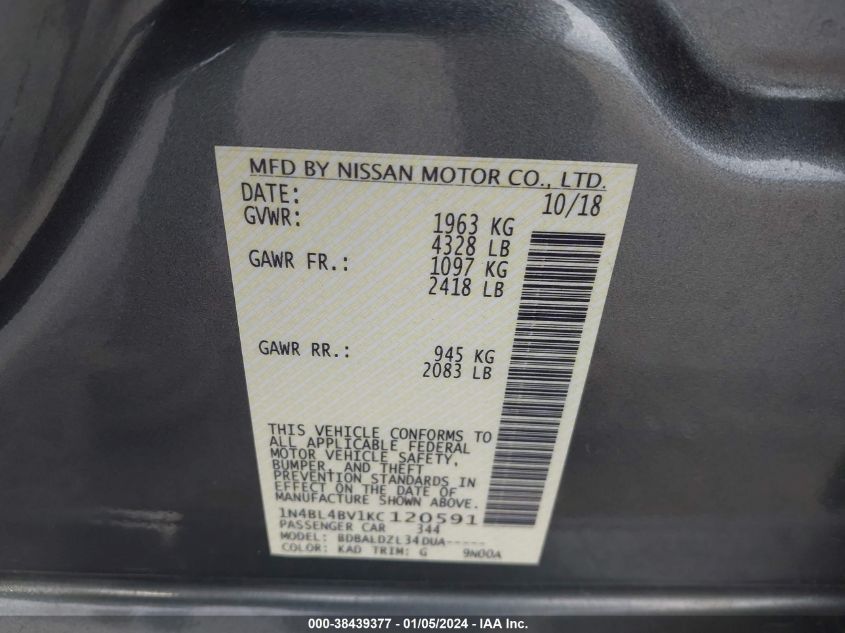 MFD BY NISSAN MOTOR CO., LTD.
DATE: 10/18
GVWR: 1963 KG
4328 LB
GAWR FR.: 1097 KG
2418 LB
GAWR RR.: 945 KG
2083 LB
THIS VEHICLE CONFORMS TO
ALL APPLICABLE FEDERAL
MOTOR VEHICLE SAFETY,
BUMPER, AND THEFT
PREVENTION STANDARDS IN
EFFECT ON THE DATE OF
MANUFACTURE SHOWN ABOVE.
1N4BL4BV1KC120591
PASSENGER CAR 344
MODEL: BDBALDZL34DUA-----
COLOR: KAD TRIM: G 9N00A
000-38439377 - 01/05/2024 - IAA Inc.